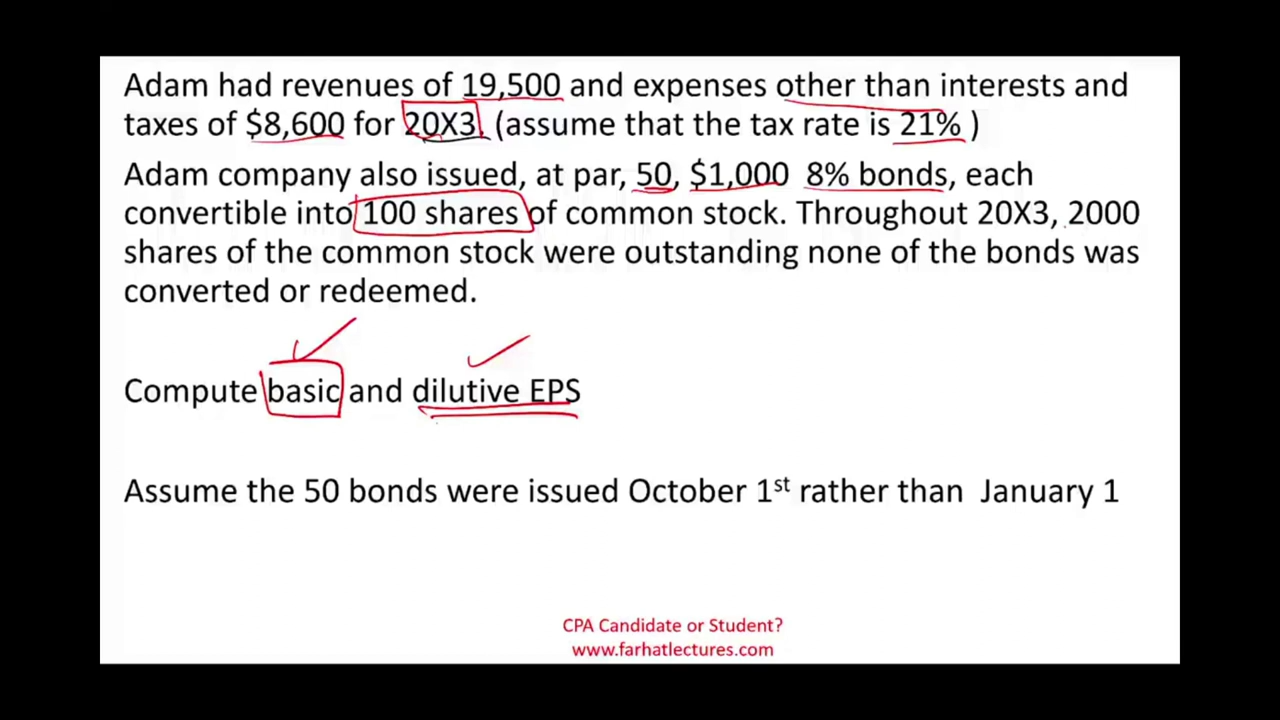 Adam had revenues of 19,500 and expenses other than interests and
taxes of $8,600 for 20X3. (assume that the tax rate is 21% )
Adam company also issued, at par, 50, $1,000 8% bonds, each
convertible into 100 shares of common stock. Throughout 20X3, 2000
shares of the common stock were outstanding none of the bonds was
converted or redeemed.
Compute basic and dilutive EPS
Assume the 50 bonds were issued October 1st rather than January 1
CPA Candidate or Student?
www.farhatlectures.com